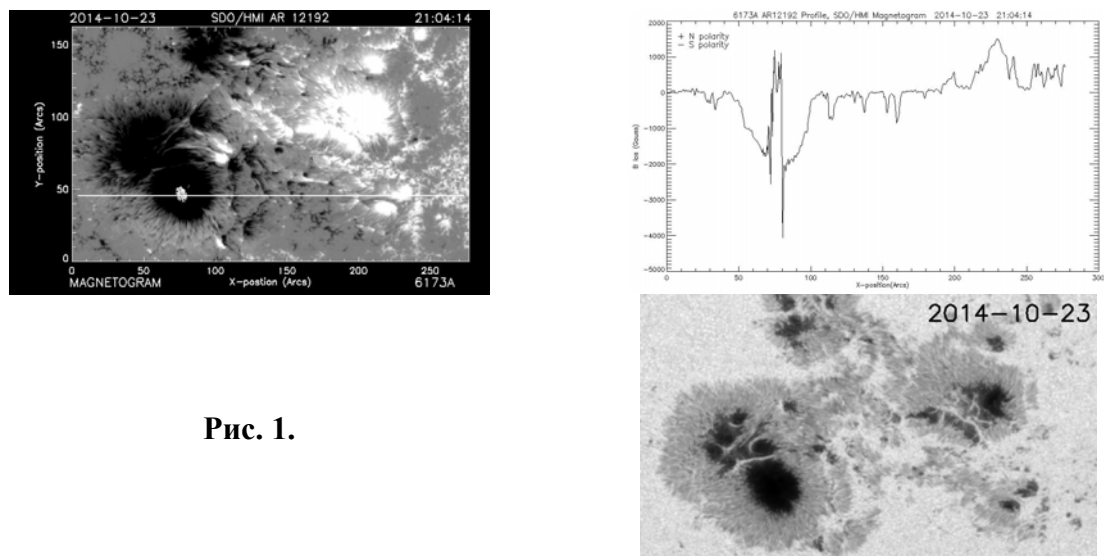 2014-10-23 SDO/HMI AR 12192 21:04:14
150
100
50
0
Y-position (Arcs)
0 50 100 150 200 250
MAGNETOGRAM X-postion (Arcs) 6173A
6173A AR12192 Profile, SDO/HMI Magnetogram 2014-10-23 21:04:14
+ N polarity
− S polarity
2000
1000
0
-1000
-2000
-3000
-4000
-5000
B los (Gauss)
0 50 100 150 200 250 300
X-position(Arcs)
2014-10-23
Рис. 1.